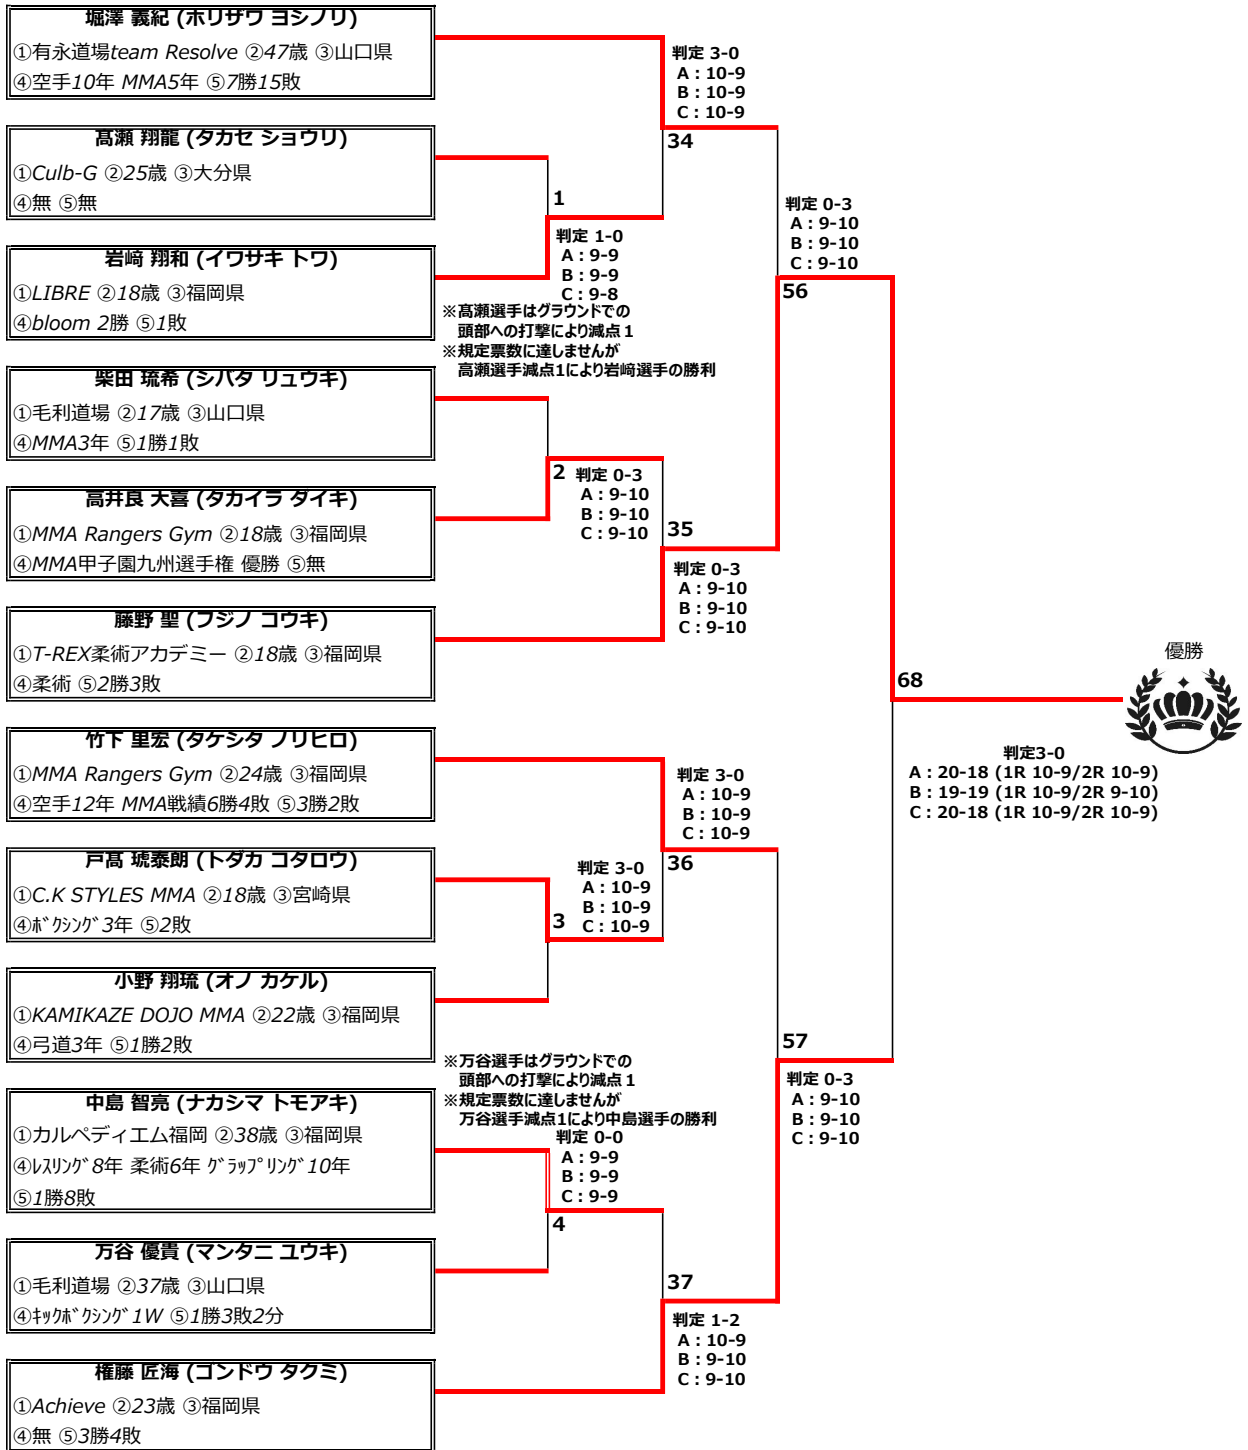 堀澤 義紀 (ホリザワ ヨシノリ)
①有永道場team Resolve ②47歳 ③山口県
④空手10年 MMA5年 ⑤7勝15敗
髙瀬 翔龍 (タカセ ショウリ)
①Culb-G ②25歳 ③大分県
④無 ⑤無
岩﨑 翔和 (イワサキ トワ)
①LIBRE ②18歳 ③福岡県
④bloom 2勝 ⑤1敗
柴田 琉希 (シバタ リュウキ)
①毛利道場 ②17歳 ③山口県
④MMA3年 ⑤1勝1敗
高井良 大喜 (タカイラ ダイキ)
①MMA Rangers Gym ②18歳 ③福岡県
④MMA甲子園九州選手権 優勝 ⑤無
藤野 聖 (フジノ コウキ)
①T-REX柔術アカデミー ②18歳 ③福岡県
④柔術 ⑤2勝3敗
竹下 里宏 (タケシタ ノリヒロ)
①MMA Rangers Gym ②24歳 ③福岡県
④空手12年 MMA戦績6勝4敗 ⑤3勝2敗
戸髙 琥泰朗 (トダカ コタロウ)
①C.K STYLES MMA ②18歳 ③宮崎県
④ﾎﾞｸｼﾝｸﾞ3年 ⑤2敗
小野 翔琉 (オノ カケル)
①KAMIKAZE DOJO MMA ②22歳 ③福岡県
④弓道3年 ⑤1勝2敗
中島 智亮 (ナカシマ トモアキ)
①カルペディエム福岡 ②38歳 ③福岡県
④ﾚｽﾘﾝｸﾞ8年 柔術6年 ｸﾞﾗｯﾌﾟﾘﾝｸﾞ10年
⑤1勝8敗
万谷 優貴 (マンタニ ユウキ)
①毛利道場 ②37歳 ③山口県
④ｷｯｸﾎﾞｸｼﾝｸﾞ1W ⑤1勝3敗2分
権藤 匠海 (ゴンドウ タクミ)
①Achieve ②23歳 ③福岡県
④無 ⑤3勝4敗
1
判定 1-0
A : 9-9
B : 9-9
C : 9-8
※髙瀬選手はグラウンドでの
頭部への打撃により減点1
※規定票数に達しませんが
高瀬選手減点1により岩﨑選手の勝利
2
判定 0-3
A : 9-10
B : 9-10
C : 9-10
3
判定 3-0
A : 10-9
B : 10-9
C : 10-9
※万谷選手はグラウンドでの
頭部への打撃により減点1
※規定票数に達しませんが
万谷選手減点1により中島選手の勝利
判定 0-0
A : 9-9
B : 9-9
C : 9-9
4
判定 3-0
A : 10-9
B : 10-9
C : 10-9
34
35
判定 0-3
A : 9-10
B : 9-10
C : 9-10
判定 3-0
A : 10-9
B : 10-9
C : 10-9
36
37
判定 1-2
A : 10-9
B : 9-10
C : 9-10
判定 0-3
A : 9-10
B : 9-10
C : 9-10
56
57
判定 0-3
A : 9-10
B : 9-10
C : 9-10
68
優勝
判定3-0
A : 20-18 (1R 10-9/2R 10-9)
B : 19-19 (1R 10-9/2R 9-10)
C : 20-18 (1R 10-9/2R 10-9)